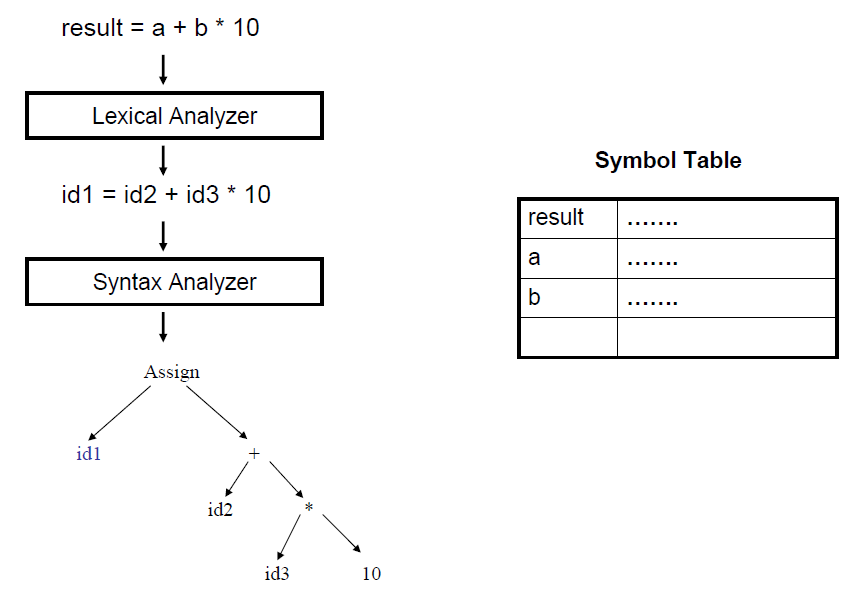 result = a + b * 10
Lexical Analyzer
id1 = id2 + id3 * 10
Syntax Analyzer
Assign
id1
+
id2
*
id3 10
Symbol Table
result .......
a .......
b .......